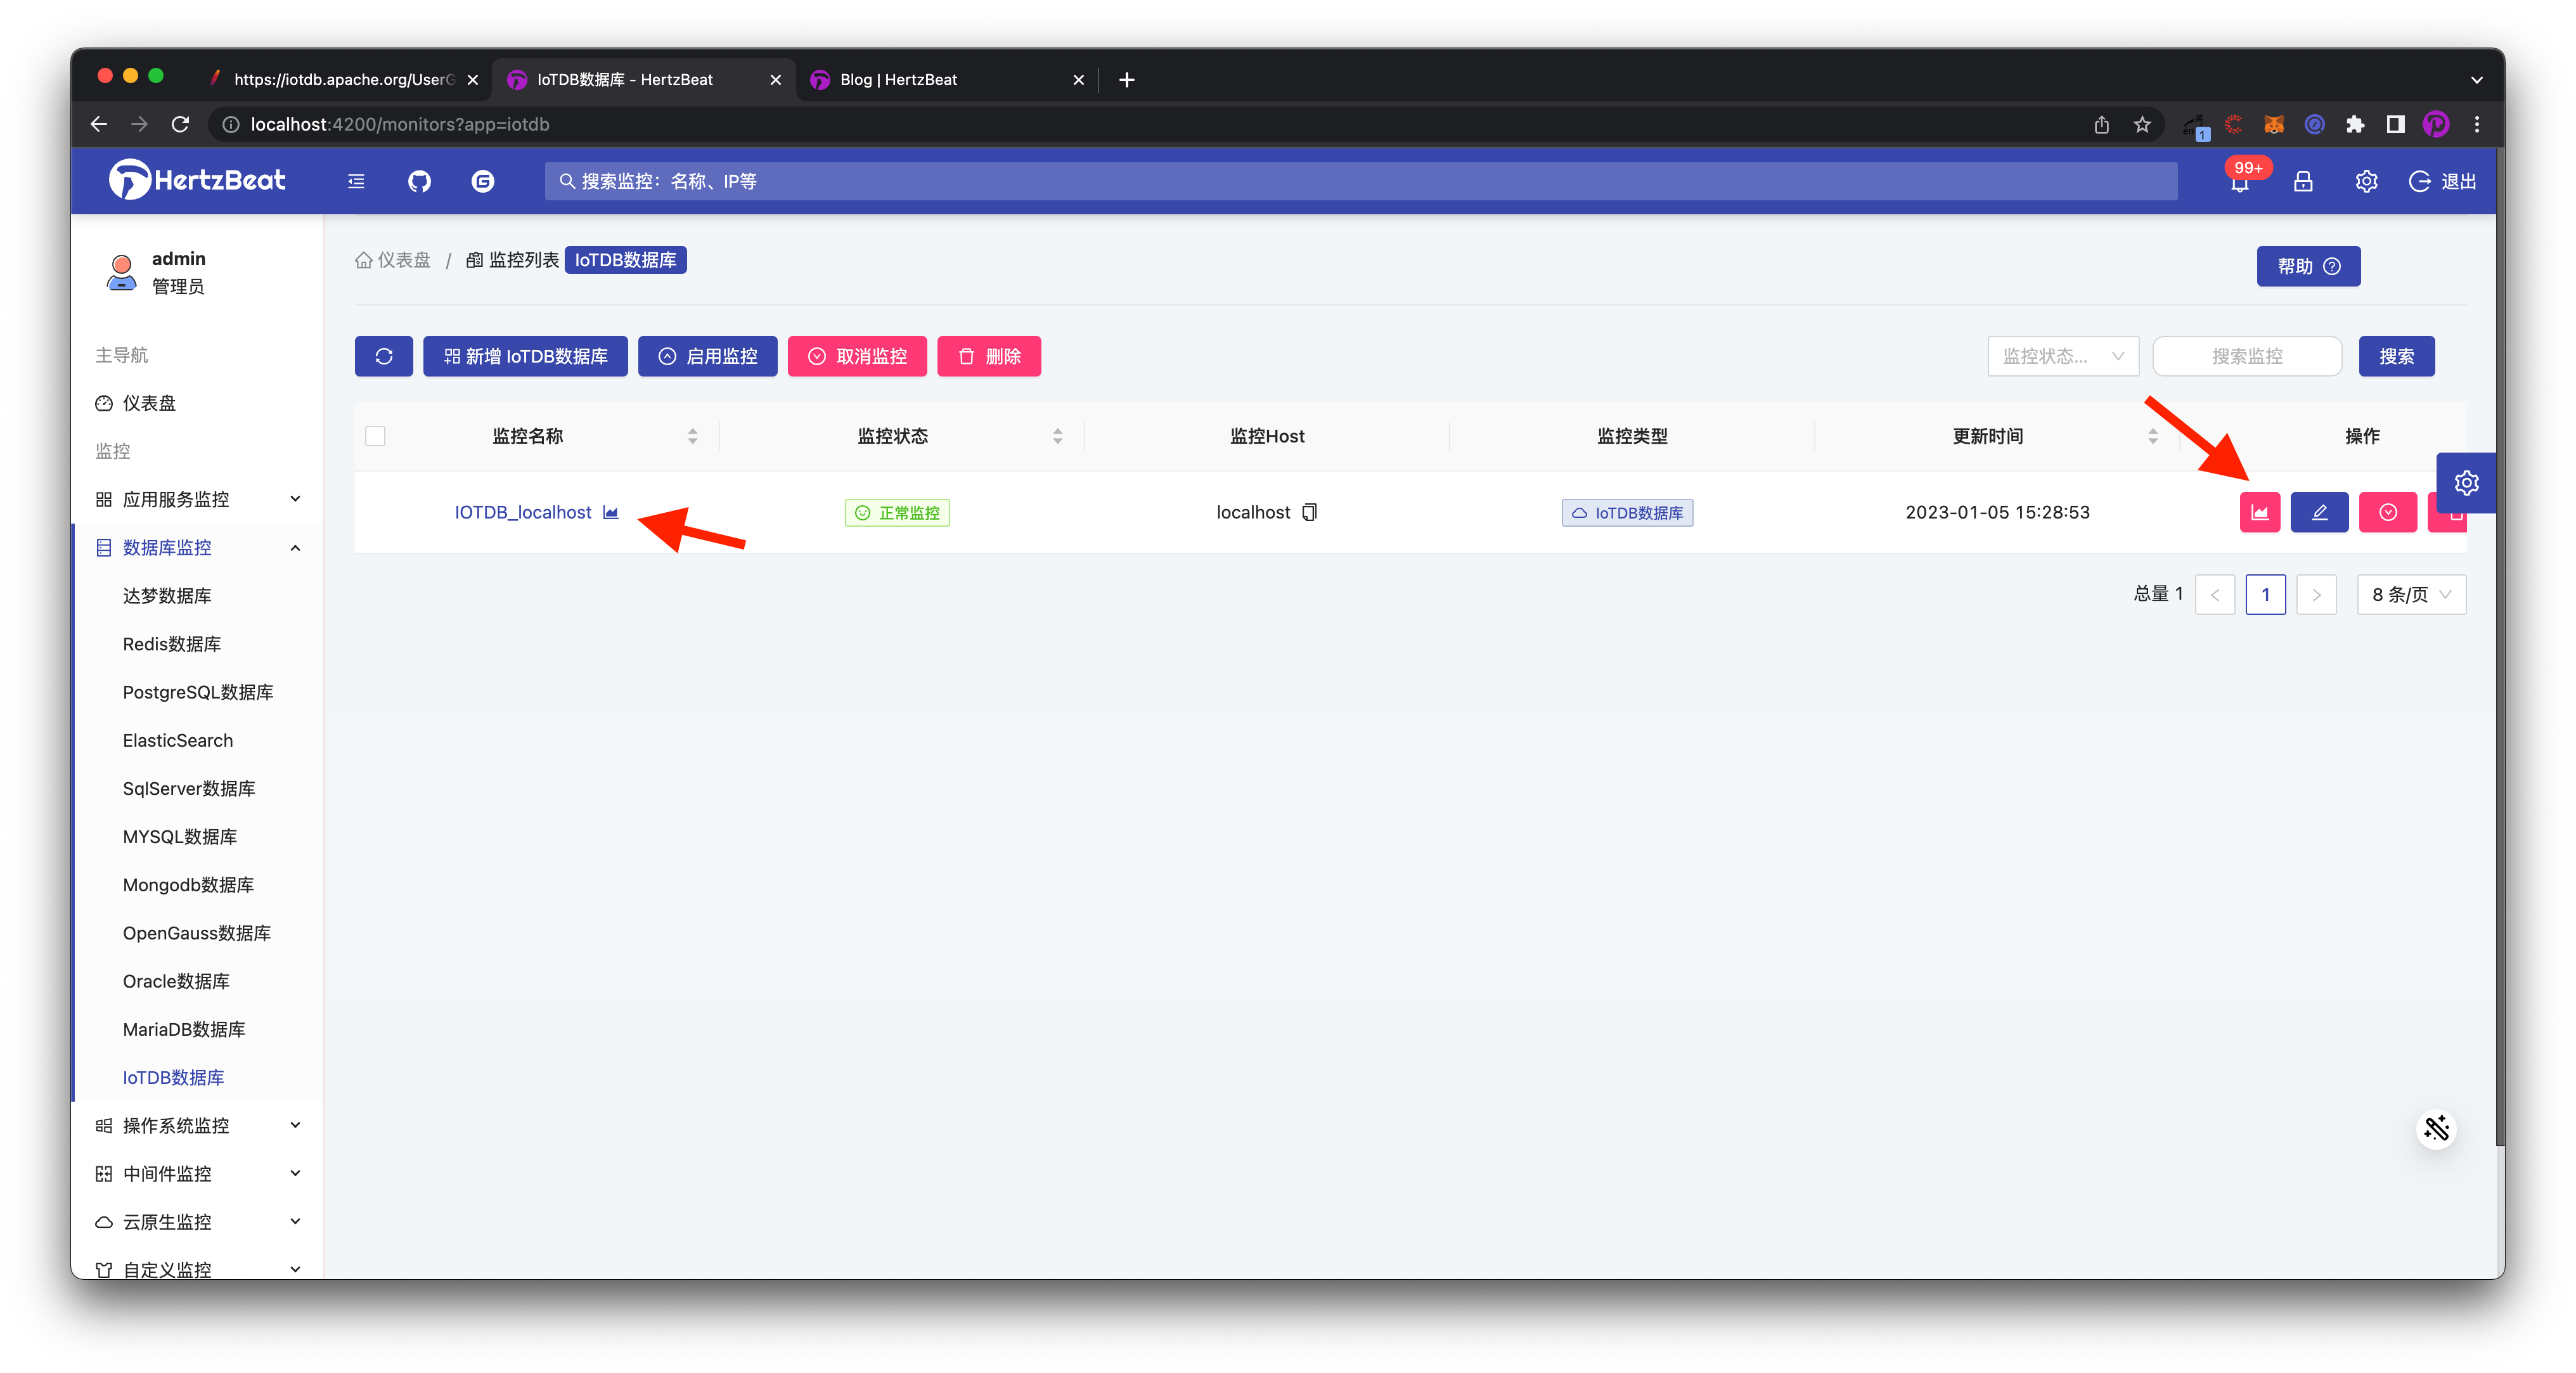 https://iotdb.apache.org/UserG
IoTDB数据库 - HertzBeat
Blog | HertzBeat
localhost:4200/monitors?app=iotdb
1
HertzBeat
搜索监控：名称、IP等
99+
退出
admin
管理员
仪表盘 / 监控列表 IoTDB数据库
帮助
主导航
仪表盘
监控
应用服务监控
数据库监控
达梦数据库
Redis数据库
PostgreSQL数据库
ElasticSearch
SqlServer数据库
MYSQL数据库
Mongodb数据库
OpenGauss数据库
Oracle数据库
MariaDB数据库
IoTDB数据库
操作系统监控
中间件监控
云原生监控
自定义监控
新增 IoTDB数据库
启用监控
取消监控
删除
监控状态...
搜索监控
搜索
监控名称 监控状态 监控Host 监控类型 更新时间 操作
IOTDB_localhost 正常监控 localhost IoTDB数据库 2023-01-05 15:28:53
总量 1
1
8 条/页